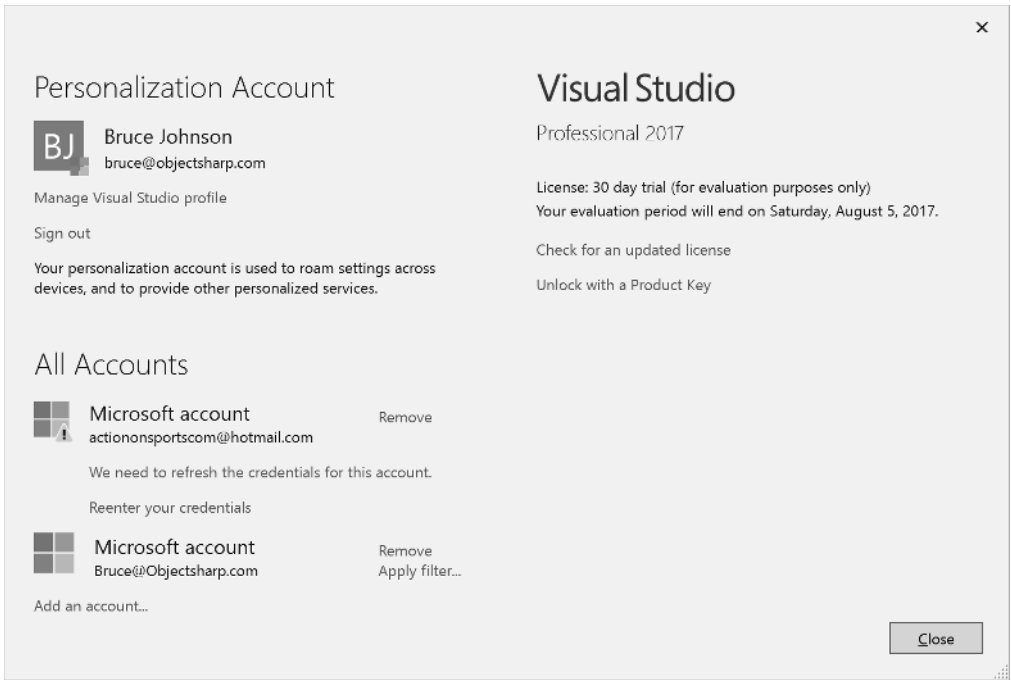 Personalization Account
BJ
Bruce Johnson
bruce@objectsharp.com
Manage Visual Studio profile
Sign out
Your personalization account is used to roam settings across
devices, and to provide other personalized services.
All Accounts
Microsoft account
Remove
actiononsportscom@hotmail.com
We need to refresh the credentials for this account.
Reenter your credentials
Microsoft account
Remove
Bruce@Objectsharp.com
Apply filter...
Add an account...
Visual Studio
Professional 2017
License: 30 day trial (for evaluation purposes only)
Your evaluation period will end on Saturday, August 5, 2017.
Check for an updated license
Unlock with a Product Key
Close